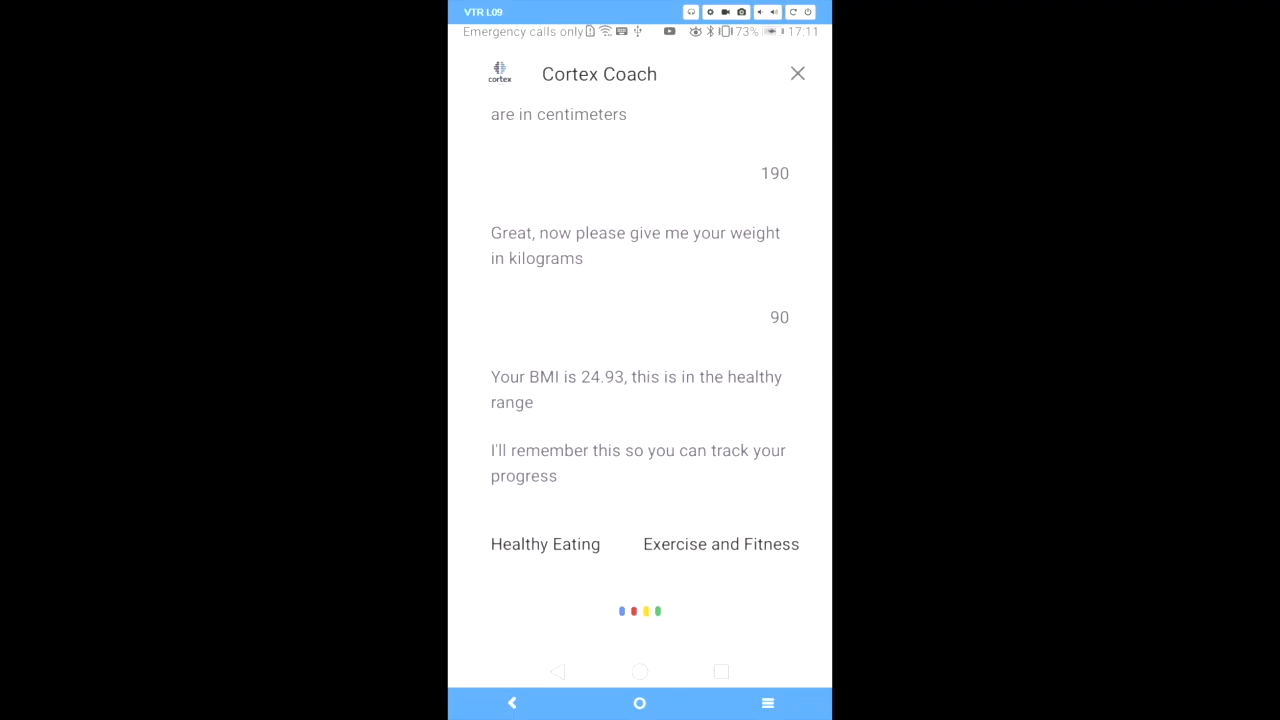 VTR L09
Emergency calls only 73% 17:11
cortex
Cortex Coach
are in centimeters
190
Great, now please give me your weight
in kilograms
90
Your BMI is 24.93, this is in the healthy
range
I'll remember this so you can track your
progress
Healthy Eating
Exercise and Fitness